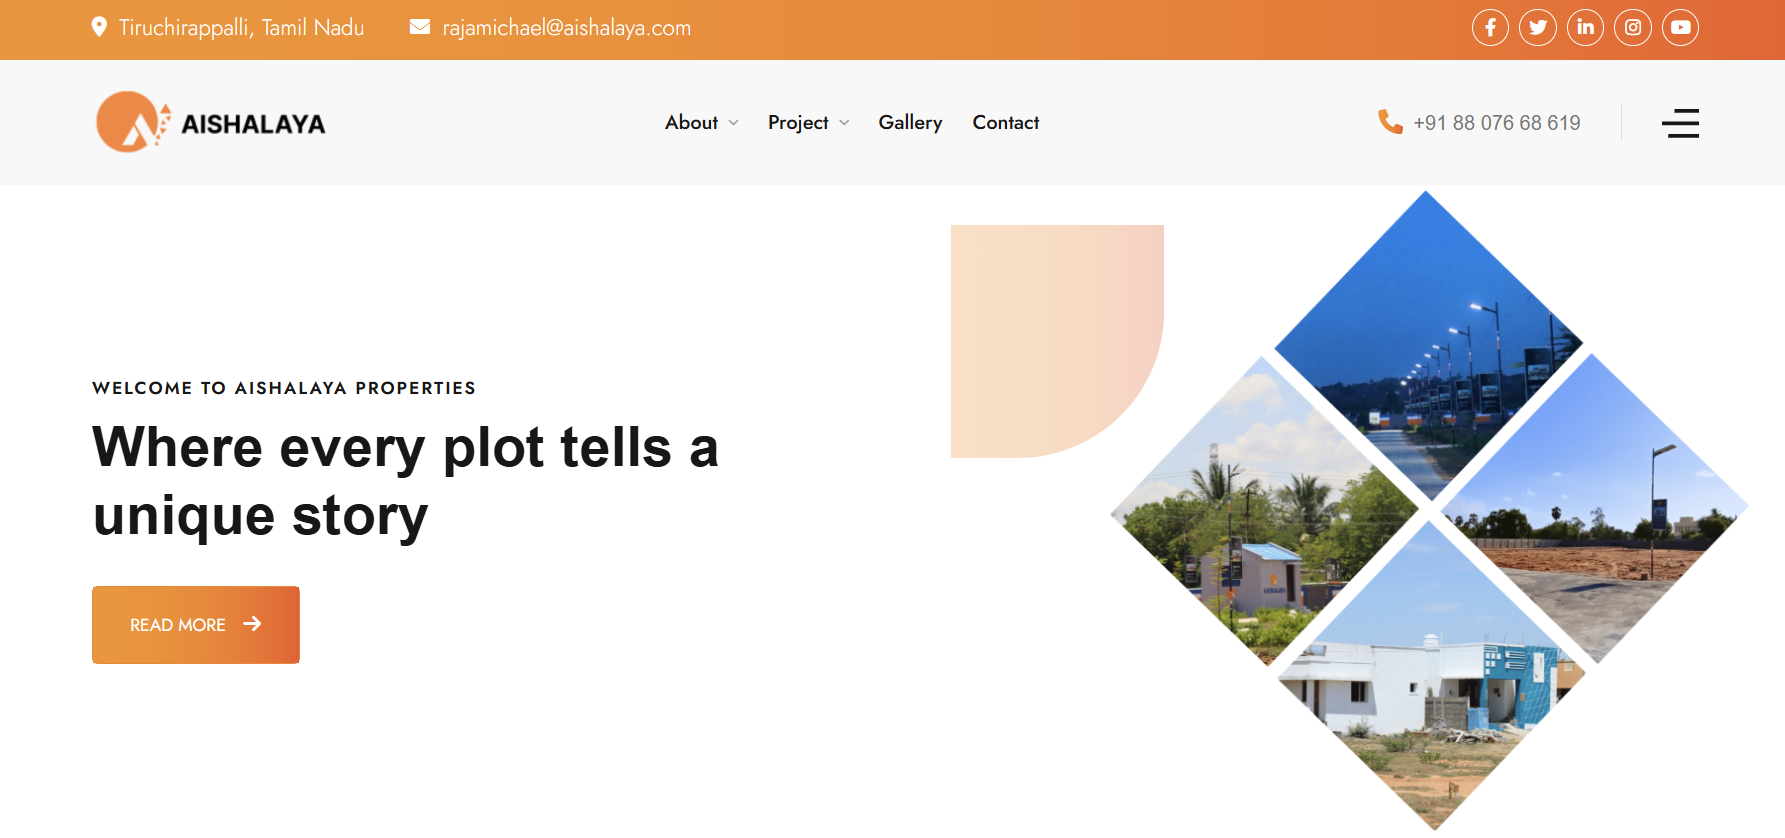 Tiruchirappalli, Tamil Nadu
rajamichael@aishalaya.com
AISHALAYA
About
Project
Gallery
Contact
+91 88 076 68 619
WELCOME TO AISHALAYA PROPERTIES
Where every plot tells a
unique story
READ MORE
AISHALAYA